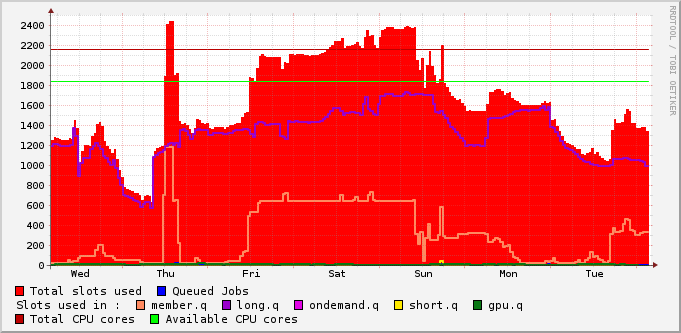 RRDTOOL / TOBI OETIKER
2400
2200
2000
1800
1600
1400
1200
1000
800
600
400
200
0
Wed Thu Fri Sat Sun Mon Tue
Total slots used Queued Jobs
Slots used in : member.q long.q ondemand.q short.q gpu.q
Total CPU cores Available CPU cores